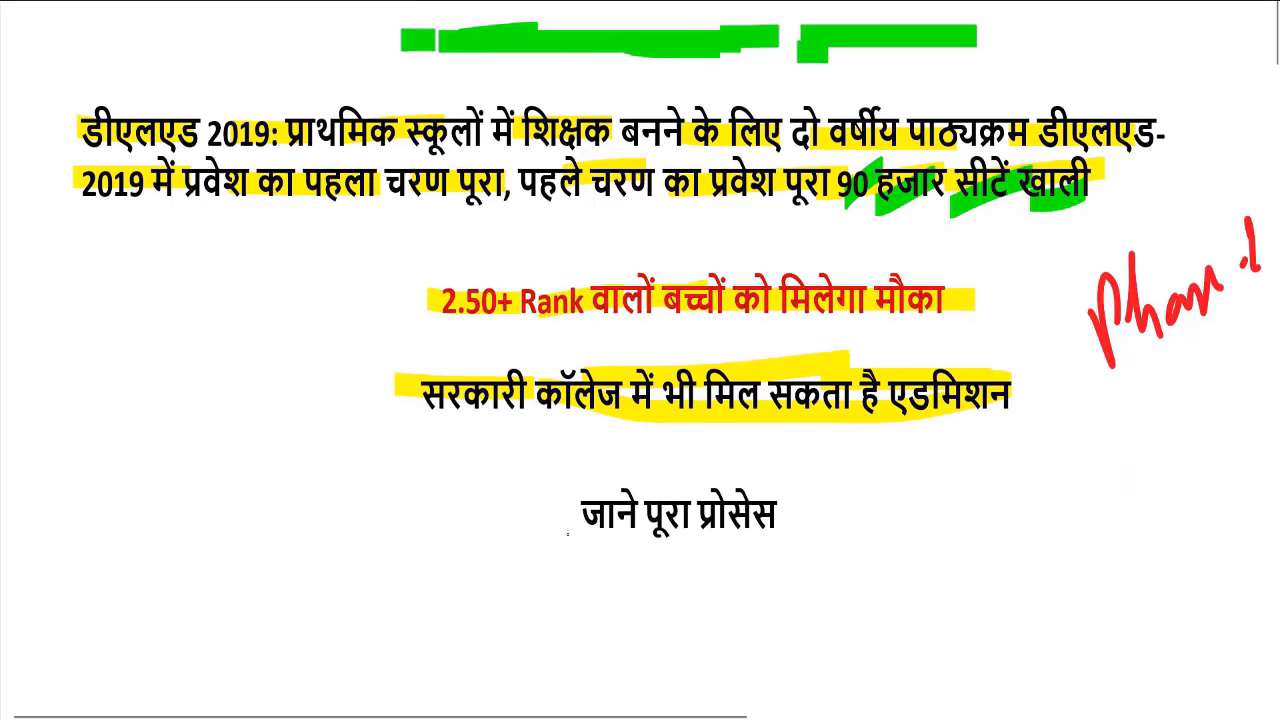 डीएलएड 2019: प्राथमिक स्कूलों में शिक्षक बनने के लिए दो वर्षीय पाठ्यक्रम डीएलएड-
2019 में प्रवेश का पहला चरण पूरा, पहले चरण का प्रवेश पूरा 90 हजार सीटें खाली
2.50+ Rank वालों बच्चों को मिलेगा मौका
सरकारी कॉलेज में भी मिल सकता है एडमिशन
जाने पूरा प्रोसेस